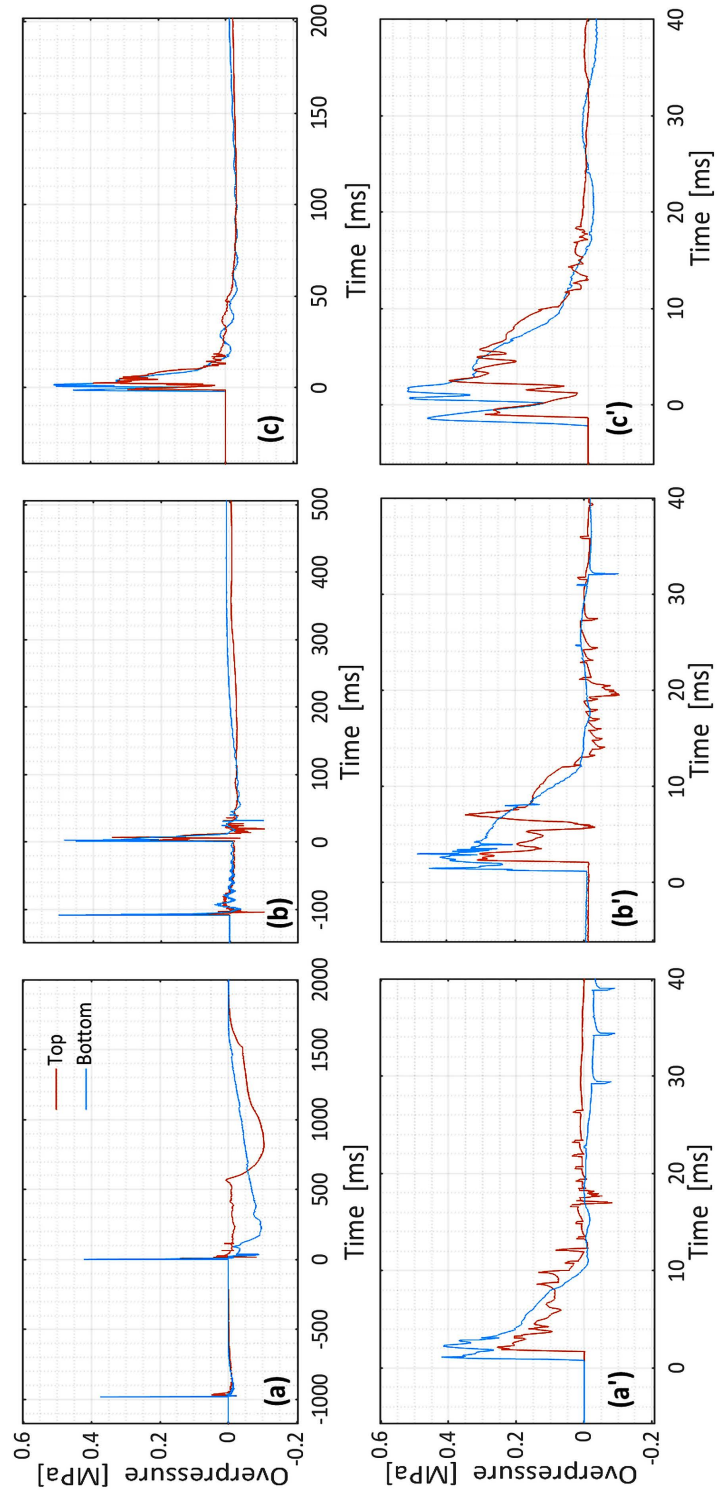 Overpressure [MPa]
0.6
0.4
0.2
0
-0.2
Top
Bottom
(a)
-1000 -500 0 500 1000 1500 2000
Time [ms]
(b)
-100 0 100 200 300 400 500
Time [ms]
(c)
0 50 100 150 200
Time [ms]
Overpressure [MPa]
0.6
0.4
0.2
0
-0.2
(a')
0 10 20 30 40
Time [ms]
(b')
0 10 20 30 40
Time [ms]
(c')
0 10 20 30 40
Time [ms]